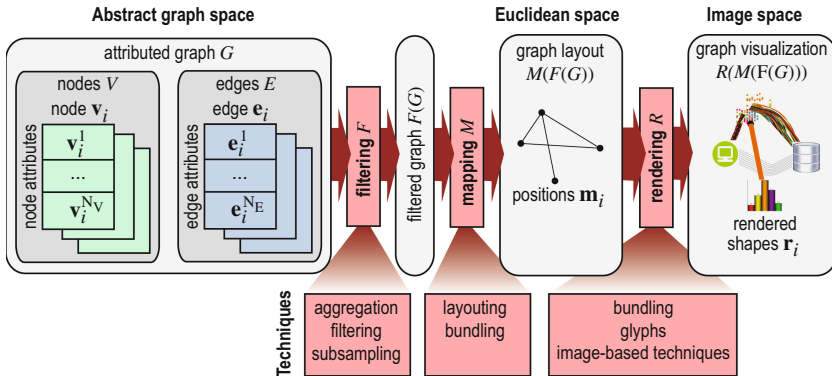 Abstract graph space
Euclidean space
Image space
attributed graph G
nodes V
node vᵢ
node attributes
vᵢ¹
...
vᵢᴺⱽ
edges E
edge eᵢ
edge attributes
eᵢ¹
...
eᵢᴺᴱ
filtering F
filtered graph F(G)
mapping M
graph layout
M(F(G))
positions mᵢ
rendering R
graph visualization
R(M(F(G)))
rendered
shapes rᵢ
Techniques
aggregation
filtering
subsampling
layouting
bundling
bundling
glyphs
image-based techniques